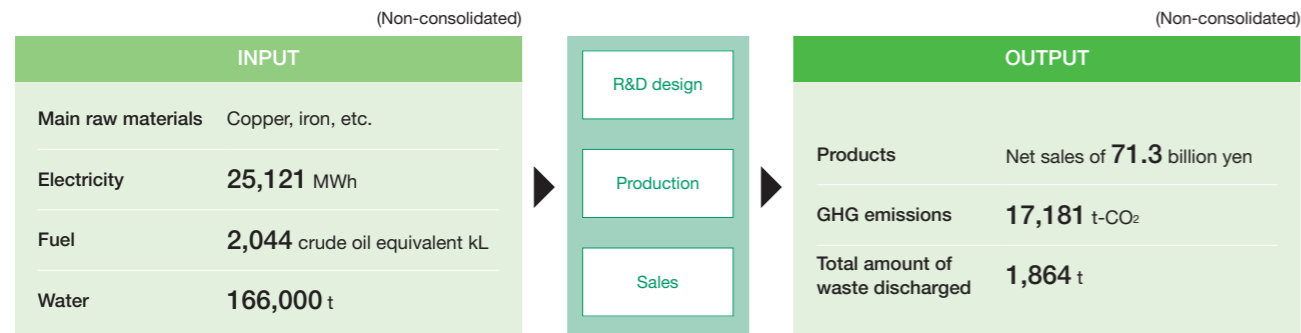 (Non-consolidated)
INPUT
Main raw materials Copper, iron, etc.
Electricity 25,121 MWh
Fuel 2,044 crude oil equivalent kL
Water 166,000 t
R&D design
Production
Sales
(Non-consolidated)
OUTPUT
Products Net sales of 71.3 billion yen
GHG emissions 17,181 t-CO₂
Total amount of
waste discharged 1,864 t